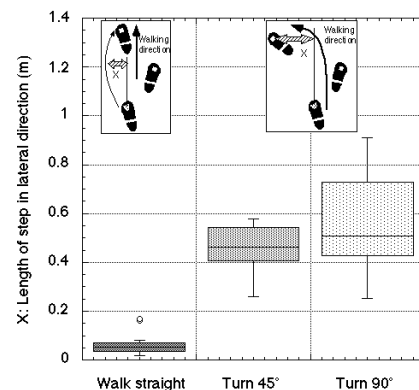 1.4
1.2
1
0.8
0.6
0.4
0.2
0
X: Length of step in lateral direction (m)
Walking
direction
X
Walking
direction
X
Walk straight
Turn 45°
Turn 90°